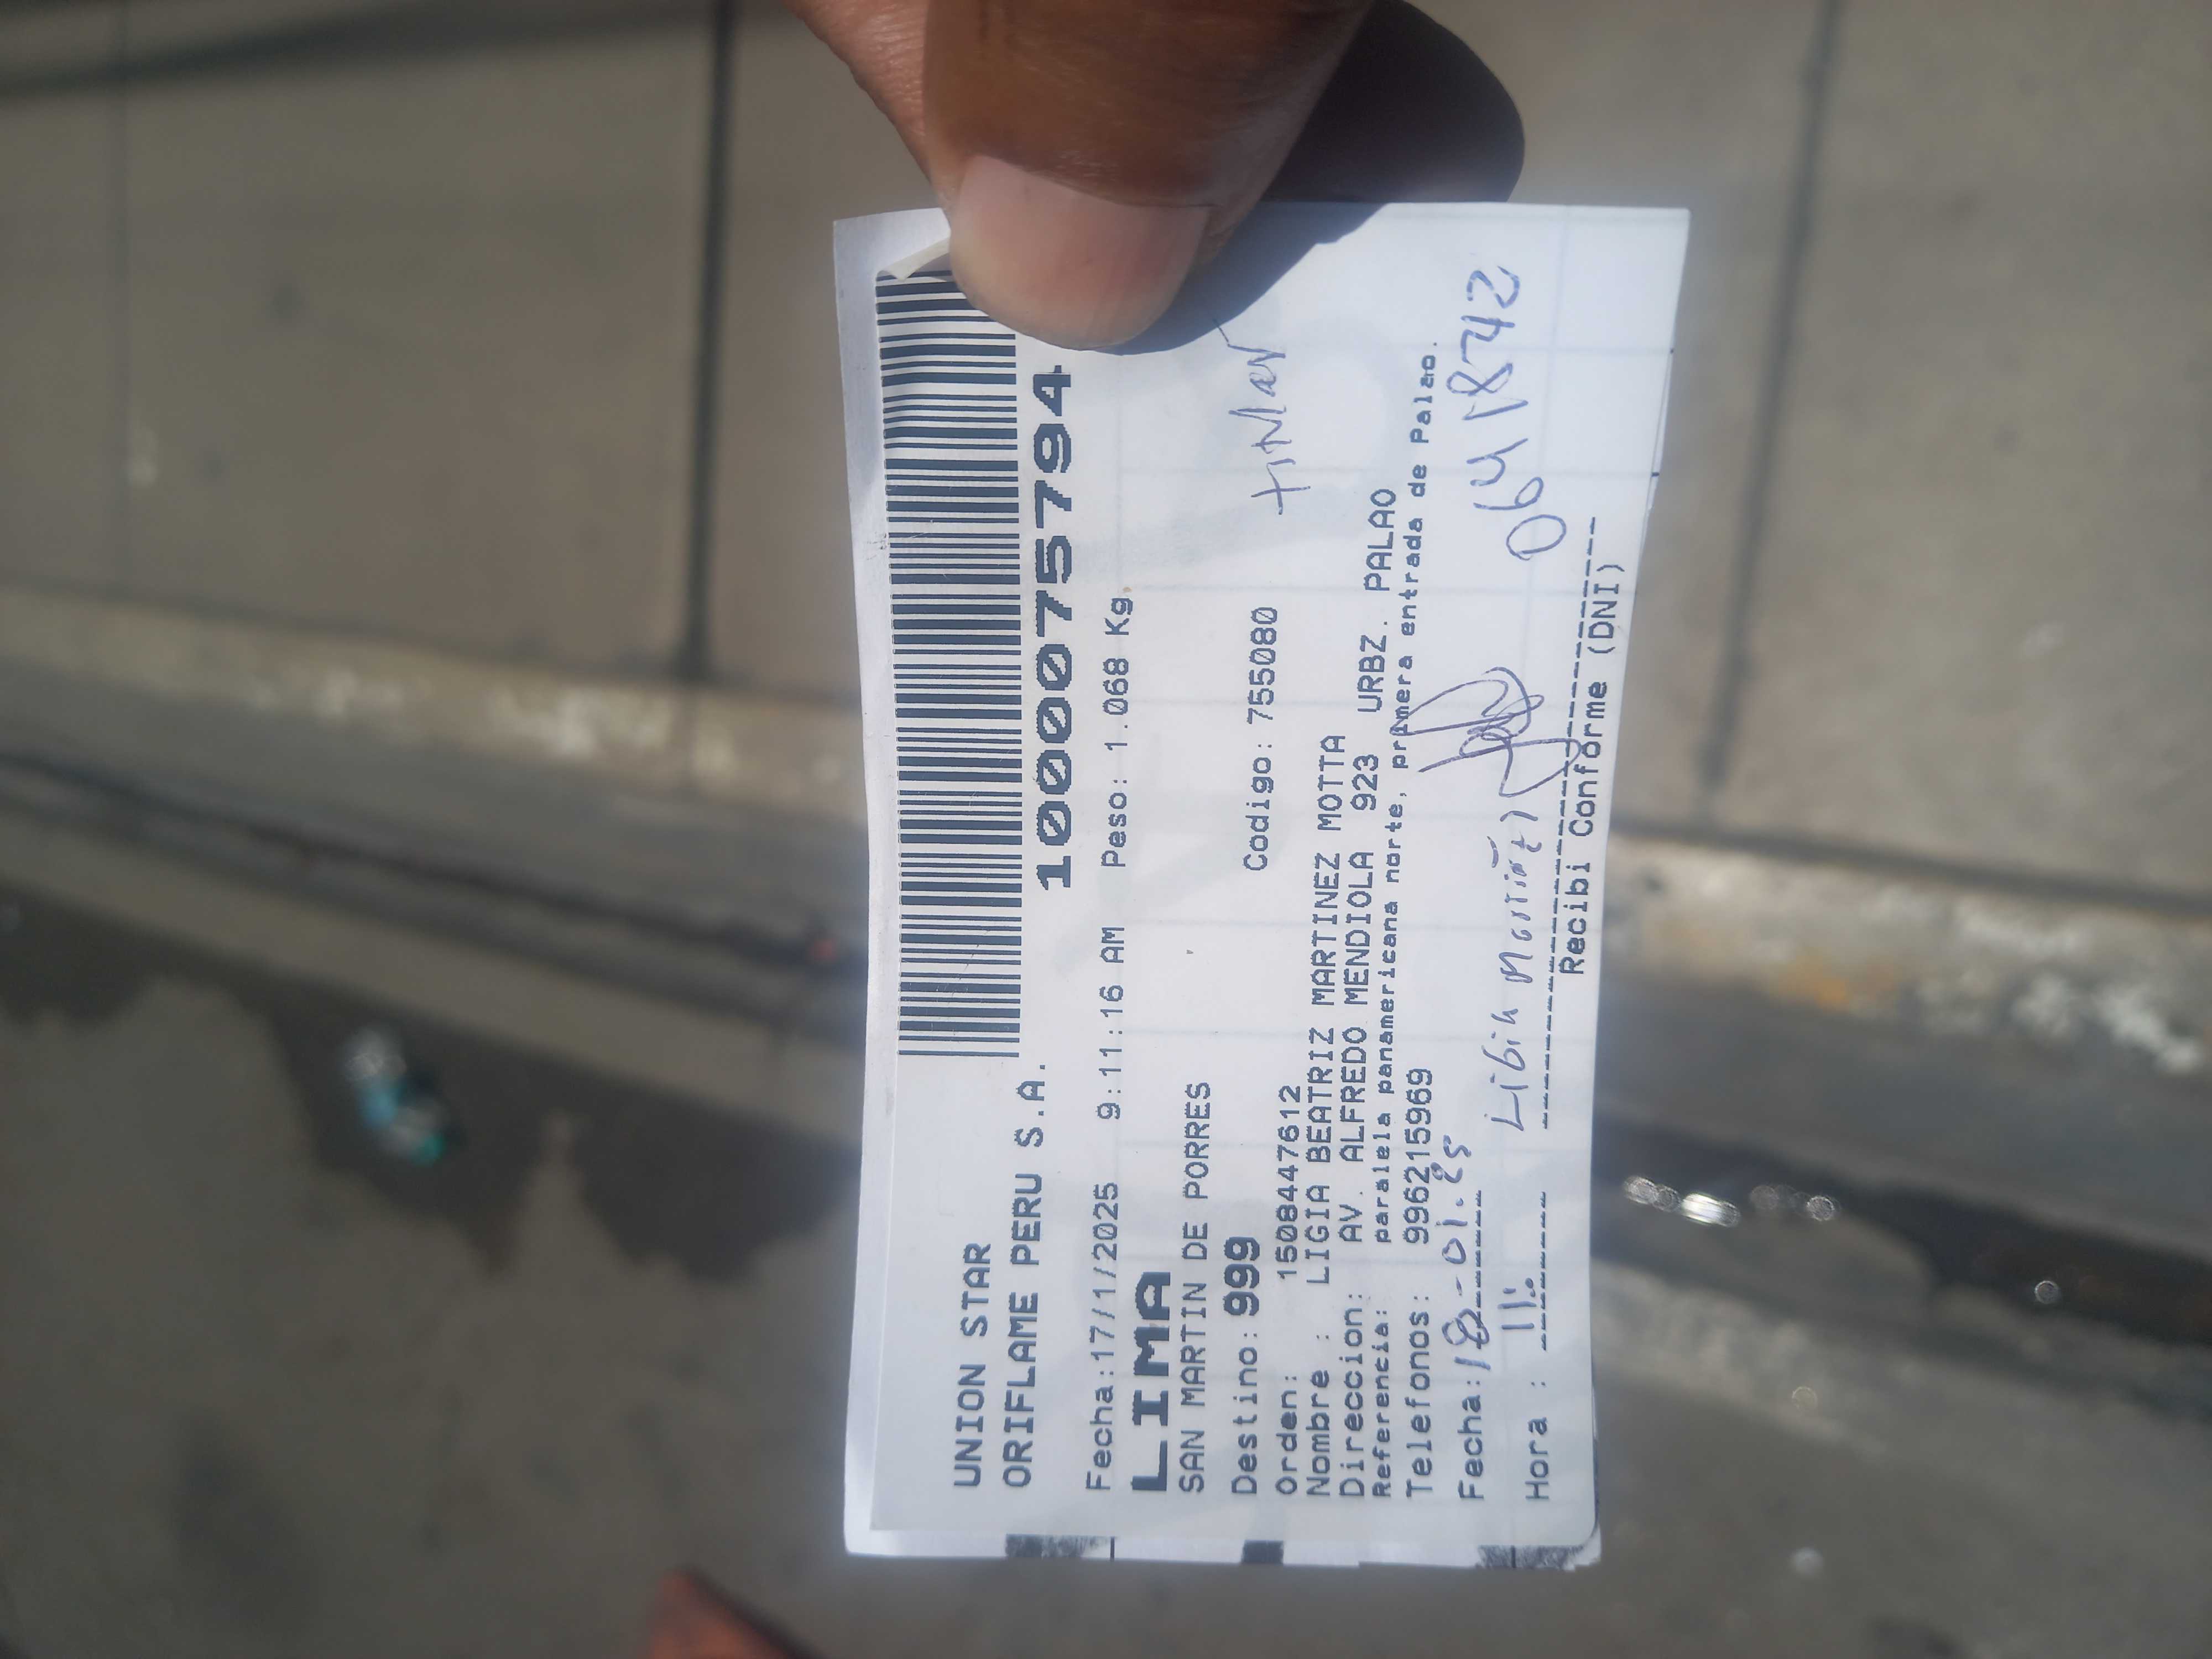 UNION STAR
ORIFLAME PERU S.A.
1000075794
Fecha:17/1/2025 9:11:16 AM Peso: 1.068 Kg
LIMA
SAN MARTIN DE PORRES
Destino: 999 Codigo: 755080
Orden: 15084447612
Nombre : LIGIA BEATRIZ MARTINEZ MOTTA
Direccion: AV. ALFREDO MENDIOLA 923 URBZ. PALAO
Referencia: paralela panamericana norte, primera entrada de Palao.
Telefonos: 996215969
Fecha: 18-01.25
Hora : 11:
Recibi Conforme (DNI)